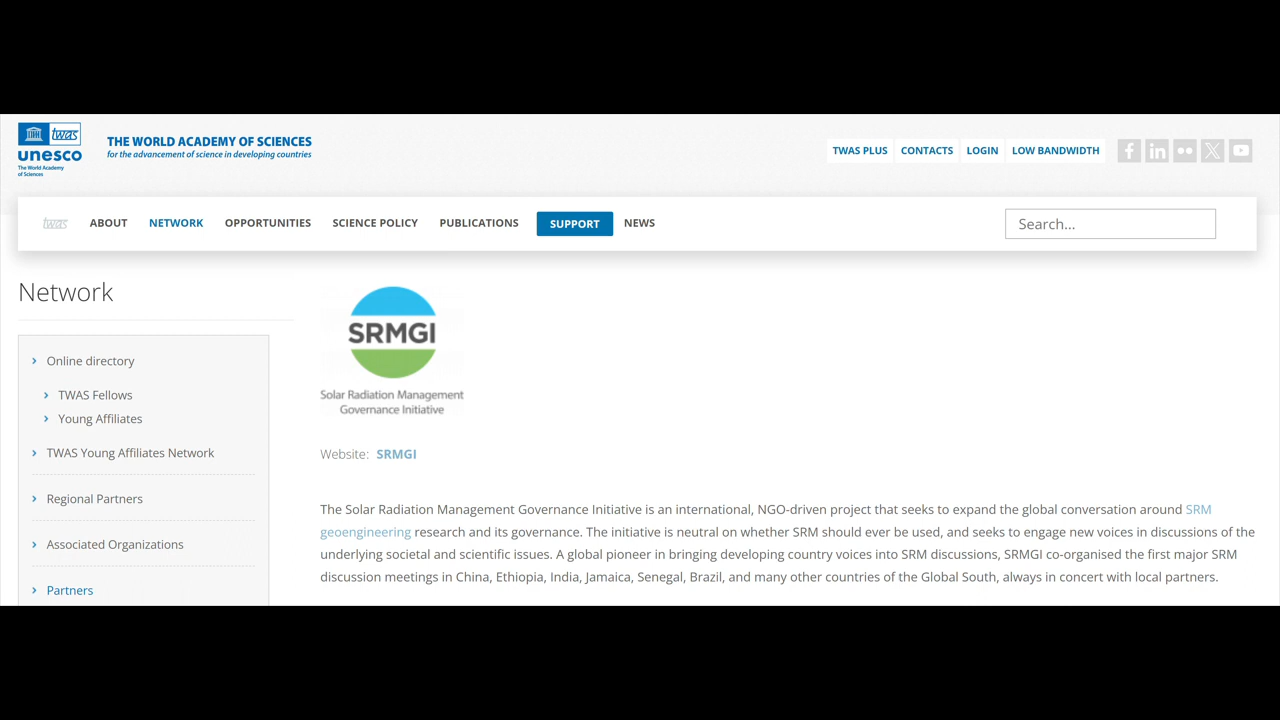 twas
unesco
The World Academy
of Sciences
THE WORLD ACADEMY OF SCIENCES
for the advancement of science in developing countries
TWAS PLUS CONTACTS LOGIN LOW BANDWIDTH
twas ABOUT NETWORK OPPORTUNITIES SCIENCE POLICY PUBLICATIONS SUPPORT NEWS Search...
Network
Online directory
TWAS Fellows
Young Affiliates
TWAS Young Affiliates Network
Regional Partners
Associated Organizations
Partners
SRMGI
Solar Radiation Management
Governance Initiative
Website: SRMGI
The Solar Radiation Management Governance Initiative is an international, NGO-driven project that seeks to expand the global conversation around SRM
geoengineering research and its governance. The initiative is neutral on whether SRM should ever be used, and seeks to engage new voices in discussions of the
underlying societal and scientific issues. A global pioneer in bringing developing country voices into SRM discussions, SRMGI co-organised the first major SRM
discussion meetings in China, Ethiopia, India, Jamaica, Senegal, Brazil, and many other countries of the Global South, always in concert with local partners.